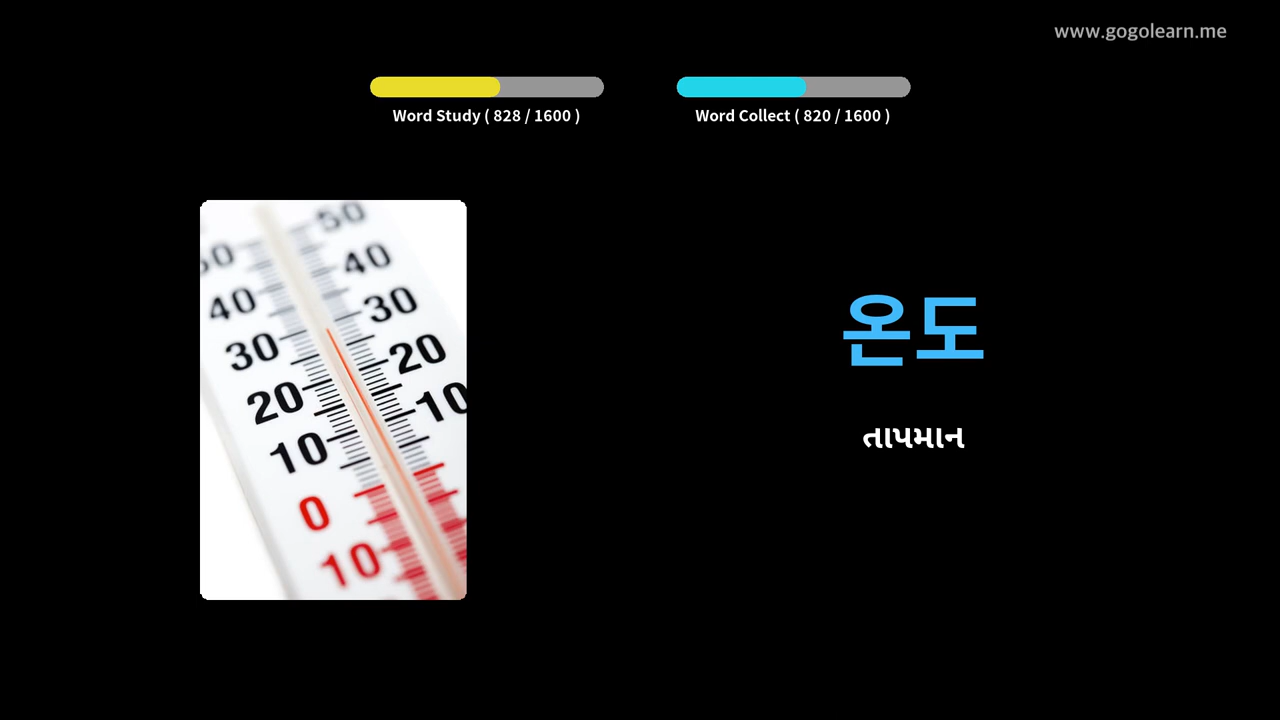 www.gogolearn.me
Word Study ( 828 / 1600 )
Word Collect ( 820 / 1600 )
50
50
40
40
30
30
20
20
10
10
0
10
온도
તાપમાન